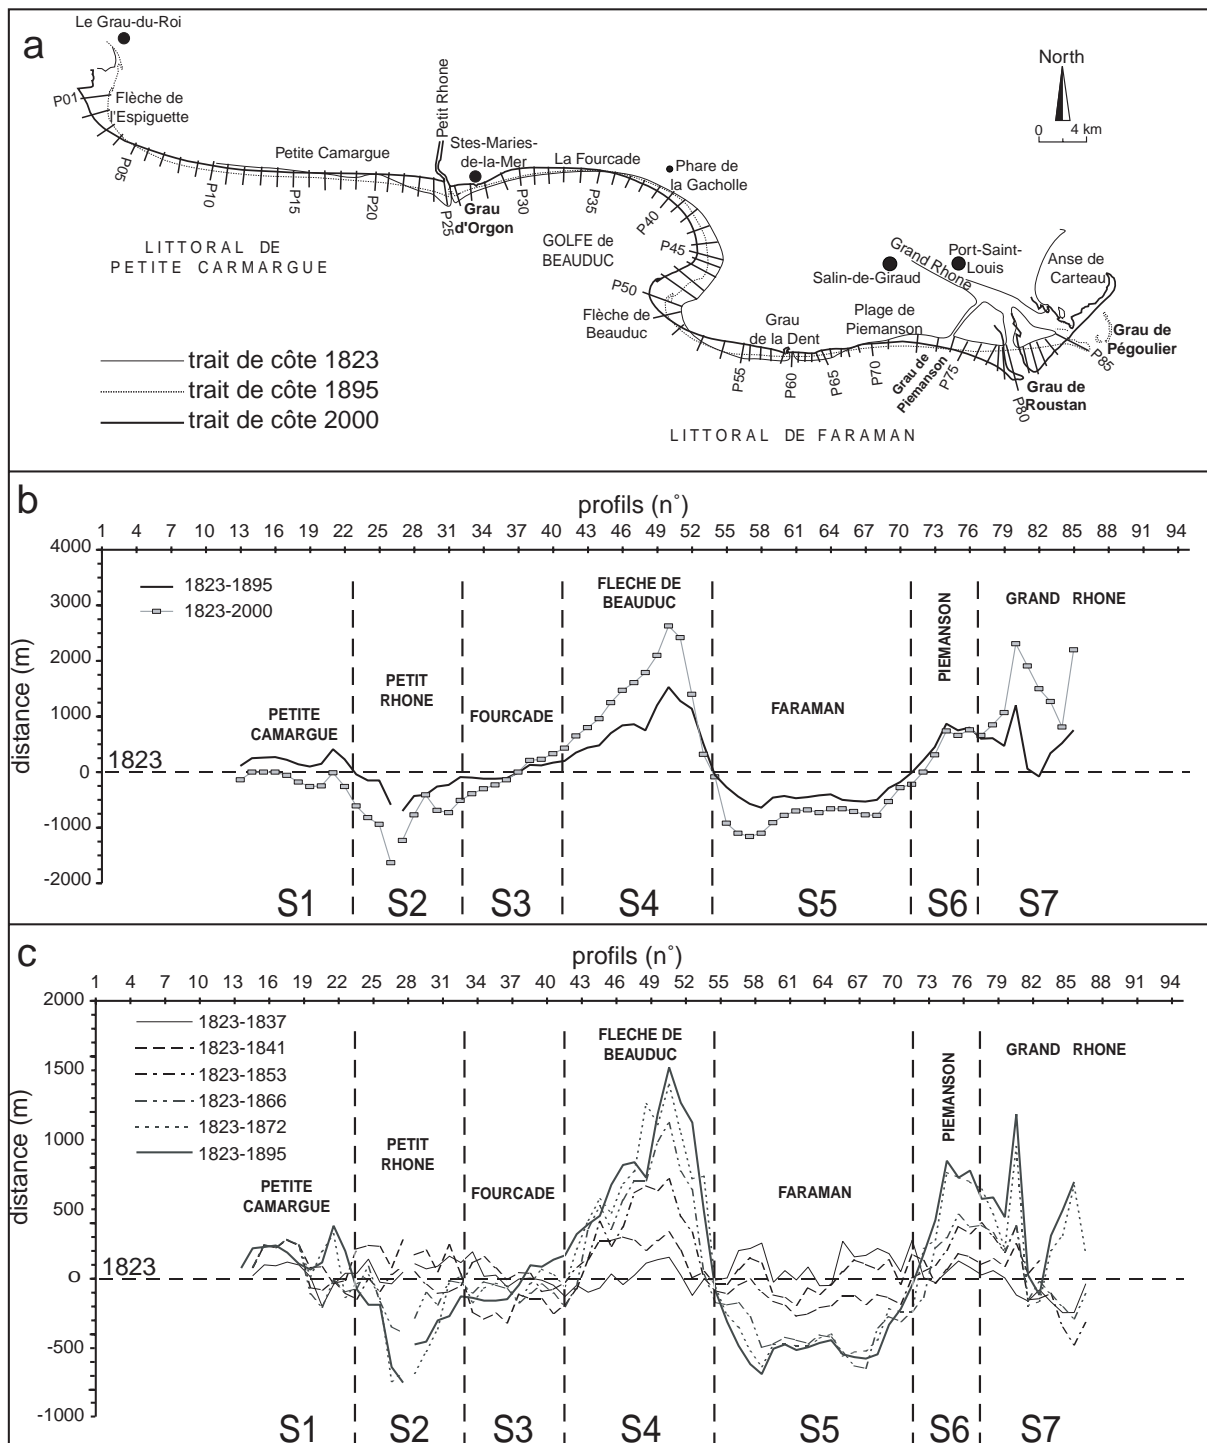 a
Le Grau-du-Roi
P01
Flèche de
l'Espiguette
P05
P10
Petite Camargue
P15
P20
Petit Rhone
P25
Stes-Maries-
de-la-Mer
Grau
d'Orgon
La Fourcade
P30
P35
P40
Phare de
la Gacholle
North
0 4 km
LITTORAL DE
PETITE CARMARGUE
GOLFE de
BEAUDUC
P45
P50
Flèche de
Beauduc
P55
Grau
de la Dent
P60
P65
P70
Plage de
Piemanson
Salin-de-Giraud
Grand Rhone
Port-Saint-
Louis
Anse de
Carteau
Grau de
Piemanson
P75
P80
Grau de
Roustan
P85
Grau de
Pégoulier
LITTORAL DE FARAMAN
trait de côte 1823
trait de côte 1895
trait de côte 2000
b
profils (n°)
1 4 7 10 13 16 19 22 25 28 31 34 37 40 43 46 49 52 55 58 61 64 67 70 73 76 79 82 85 88 91 94
distance (m)
4000
3000
2000
1000
0
-1000
-2000
1823
1823-1895
1823-2000
PETITE
CAMARGUE
PETIT
RHONE
FOURCADE
FLECHE DE
BEAUDUC
FARAMAN
PIEMANSON
GRAND RHONE
S1 S2 S3 S4 S5 S6 S7
c
profils (n°)
1 4 7 10 13 16 19 22 25 28 31 34 37 40 43 46 49 52 55 58 61 64 67 70 73 76 79 82 85 88 91 94
distance (m)
2000
1500
1000
500
0
-500
-1000
1823
1823-1837
1823-1841
1823-1853
1823-1866
1823-1872
1823-1895
PETITE
CAMARGUE
PETIT
RHONE
FOURCADE
FLECHE DE
BEAUDUC
FARAMAN
PIEMANSON
GRAND RHONE
S1 S2 S3 S4 S5 S6 S7